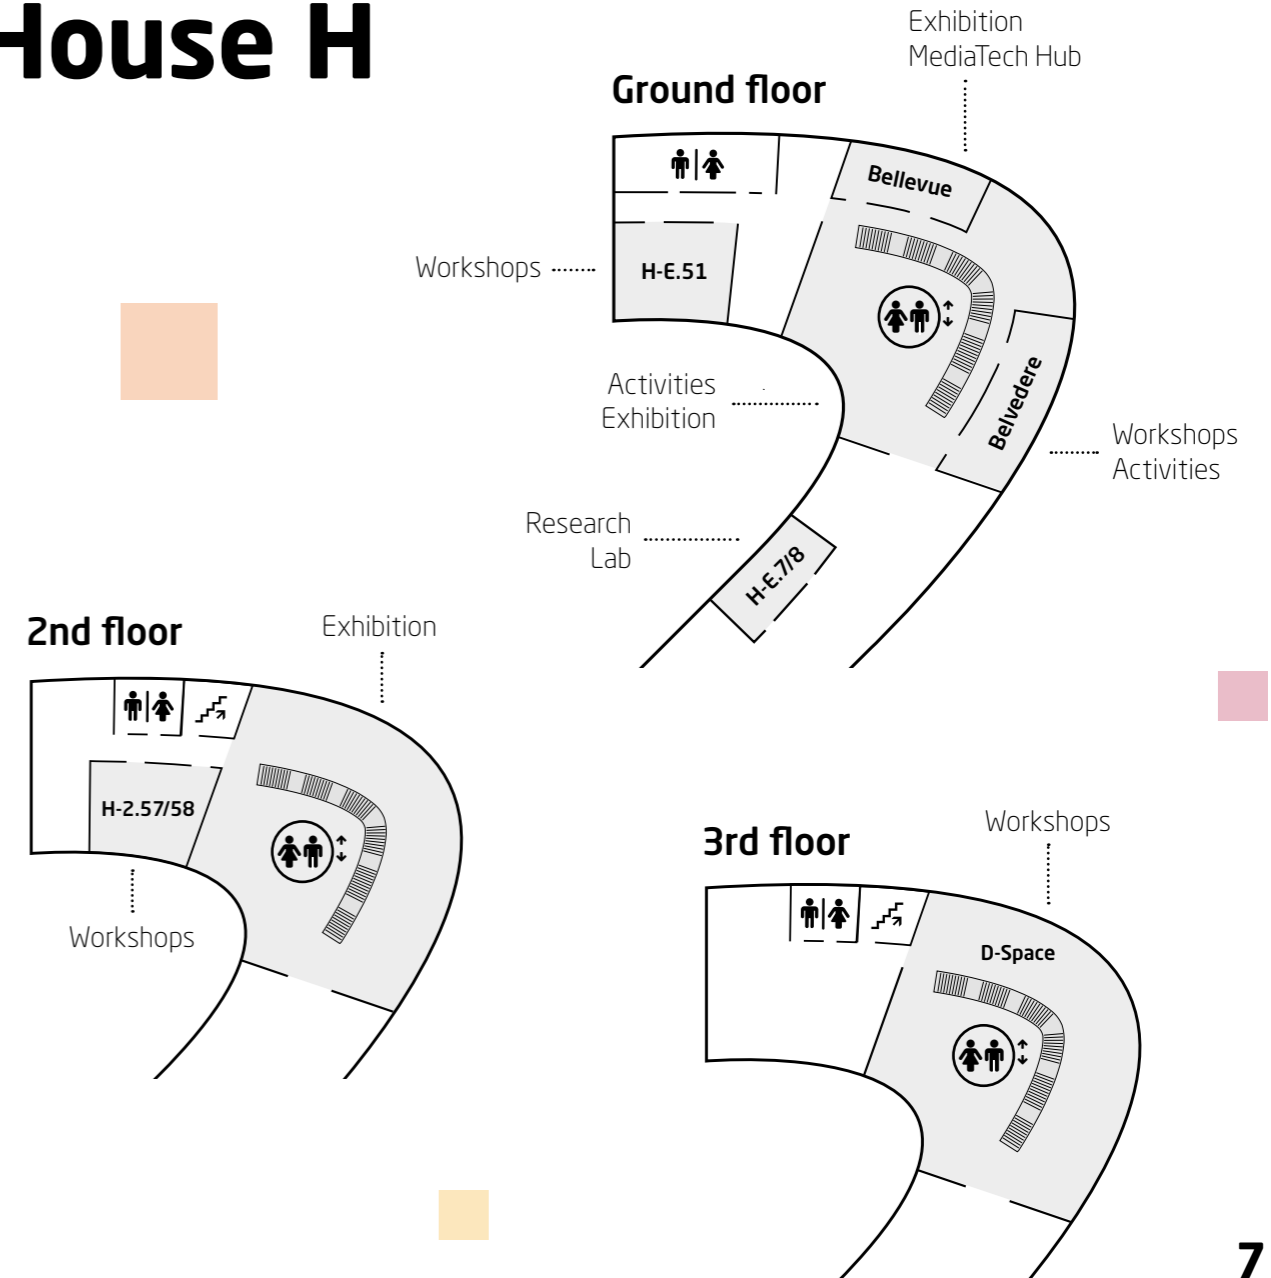 House H
Exhibition
MediaTech Hub
Ground floor
Bellevue
Workshops
H-E.51
Activities
Exhibition
Belvedere
Workshops
Activities
Research
Lab
H-E.7/8
2nd floor
Exhibition
H-2.57/58
Workshops
3rd floor
Workshops
D-Space
7